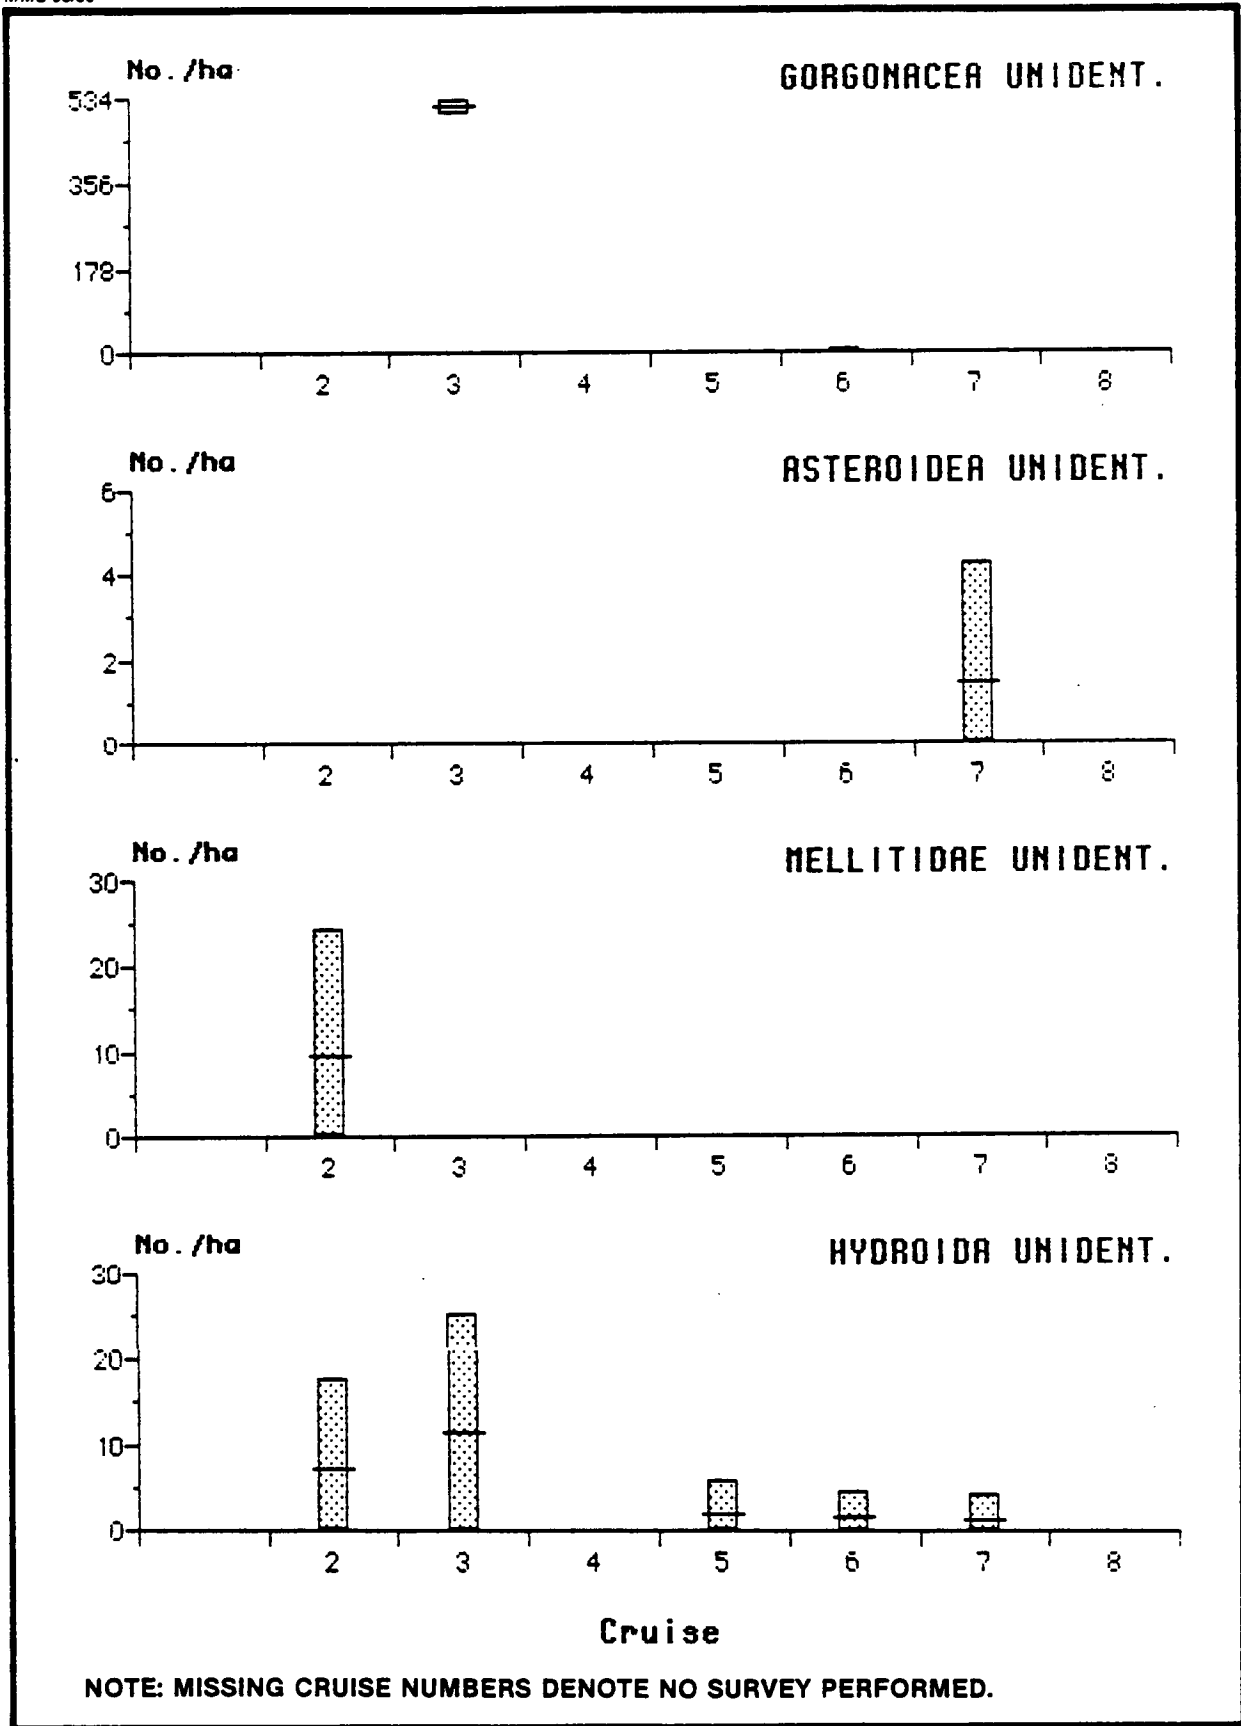 No./ha GORGONACEA UNIDENT.
534
356
178
0
2 3 4 5 6 7 8
No./ha ASTEROIDEA UNIDENT.
6
4
2
0
2 3 4 5 6 7 8
No./ha MELLITIDAE UNIDENT.
30
20
10
0
2 3 4 5 6 7 8
No./ha HYDROIDA UNIDENT.
30
20
10
0
2 3 4 5 6 7 8
Cruise
NOTE: MISSING CRUISE NUMBERS DENOTE NO SURVEY PERFORMED.